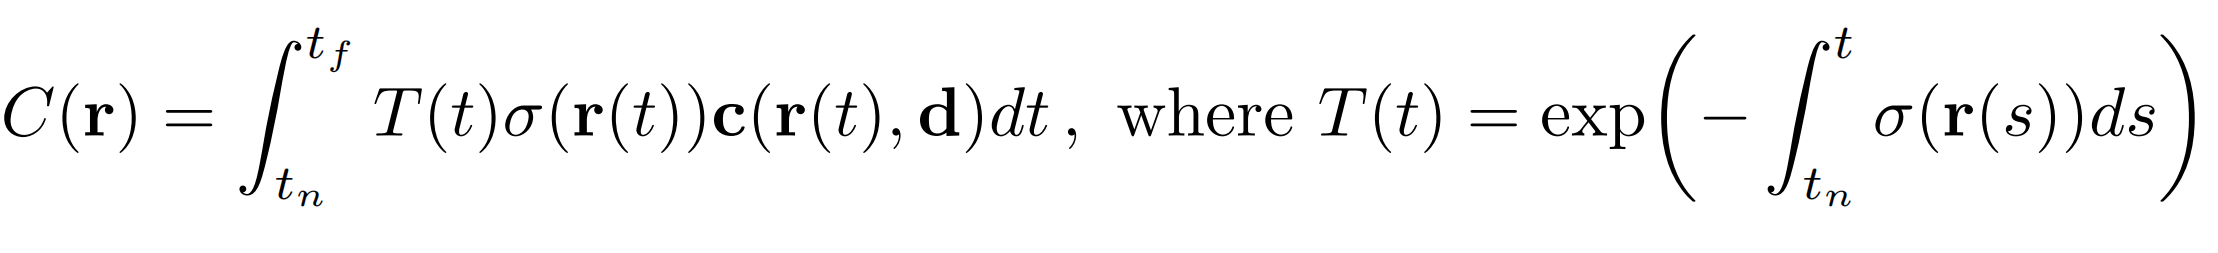 C(𝐫) = ∫_{t_n}^{t_f} T(t)σ(𝐫(t))𝐜(𝐫(t), 𝐝)dt , where T(t) = exp(−∫_{t_n}^{t} σ(𝐫(s))ds)